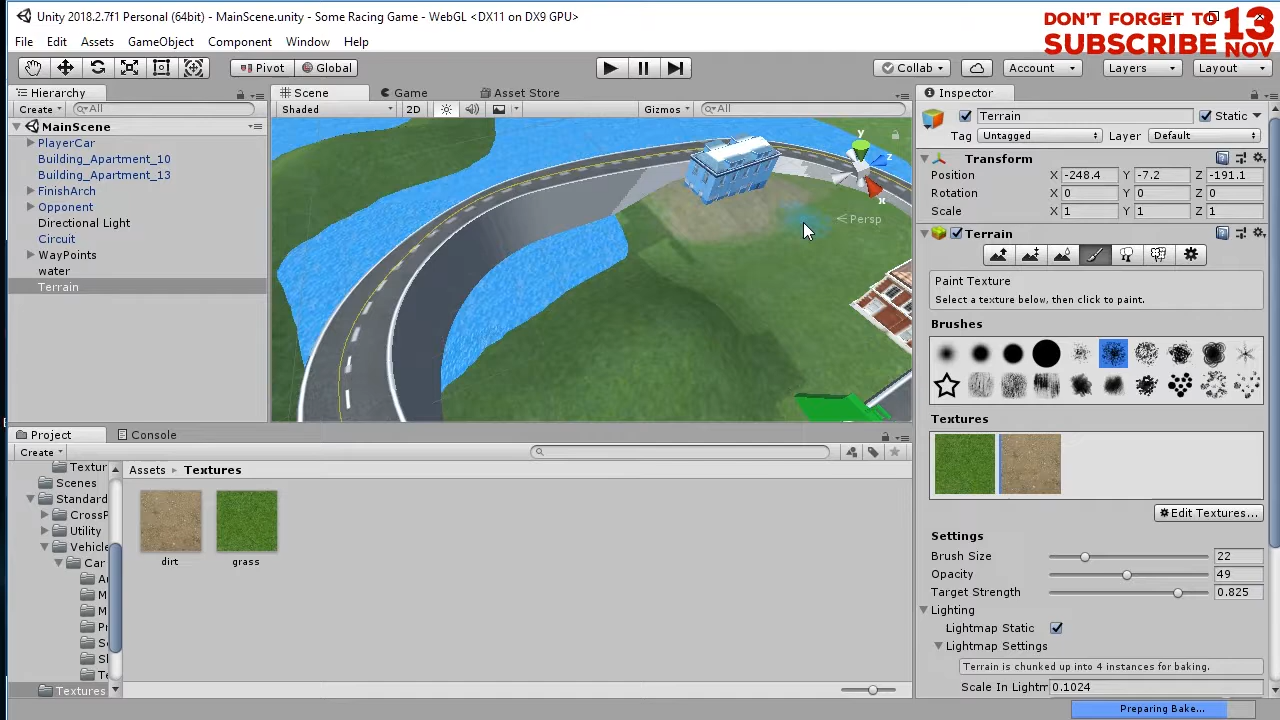 Unity 2018.2.7f1 Personal (64bit) - MainScene.unity - Some Racing Game - WebGL <DX11 on DX9 GPU>
DON'T FORGET TO
SUBSCRIBE
13
NOV
File Edit Assets GameObject Component Window Help
Pivot Global Collab Account Layers Layout
Hierarchy
Create All
MainScene
PlayerCar
Building_Apartment_10
Building_Apartment_13
FinishArch
Opponent
Directional Light
Circuit
WayPoints
water
Terrain
Scene Game Asset Store
Shaded 2D Gizmos All
y
z
x
Persp
Inspector
Terrain Static
Tag Untagged Layer Default
Transform
Position X -248.4 Y -7.2 Z -191.1
Rotation X 0 Y 0 Z 0
Scale X 1 Y 1 Z 1
Terrain
Paint Texture
Select a texture below, then click to paint.
Brushes
Textures
Edit Textures...
Settings
Brush Size 22
Opacity 49
Target Strength 0.825
Lighting
Lightmap Static
Lightmap Settings
Terrain is chunked up into 4 instances for baking.
Scale In Lightm 0.1024
Preparing Bake...
Project Console
Create
Textur
Scenes
Standard
CrossP
Utility
Vehicle
Car
A
M
M
P
S
S
T
Textures
Assets Textures
dirt grass